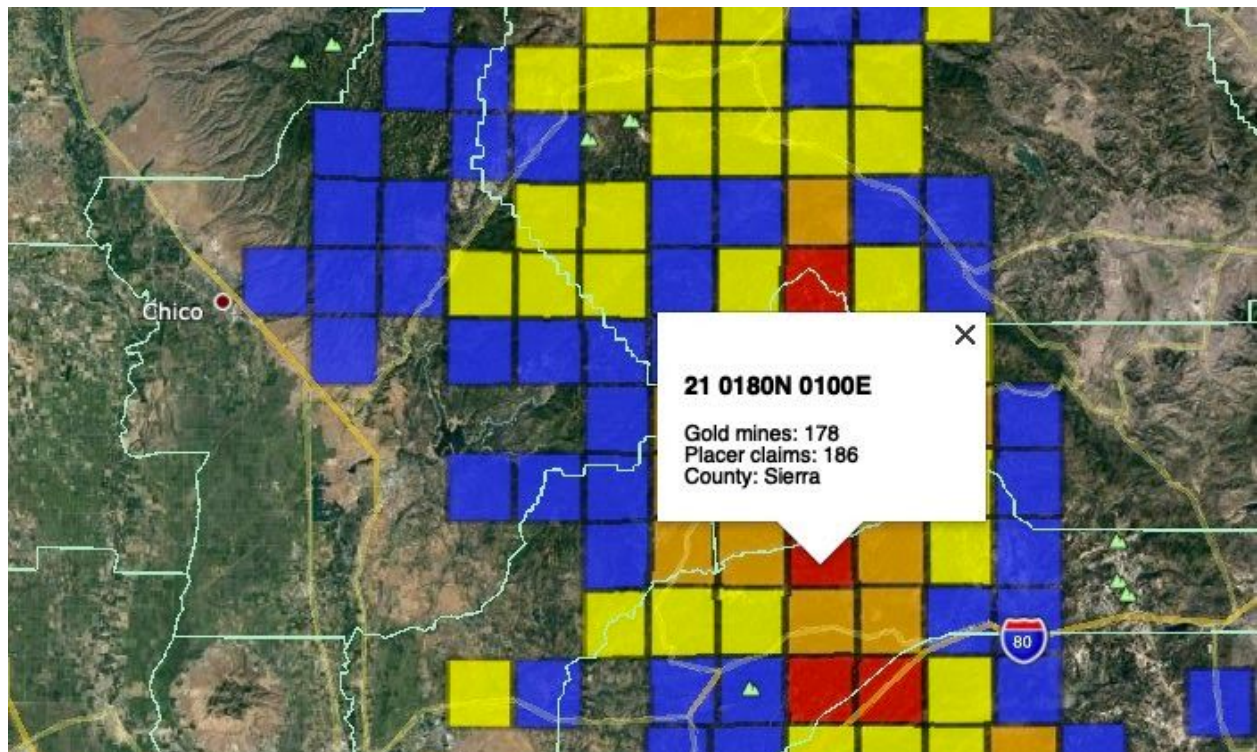 Chico
21 0180N 0100E
Gold mines: 178
Placer claims: 186
County: Sierra
80